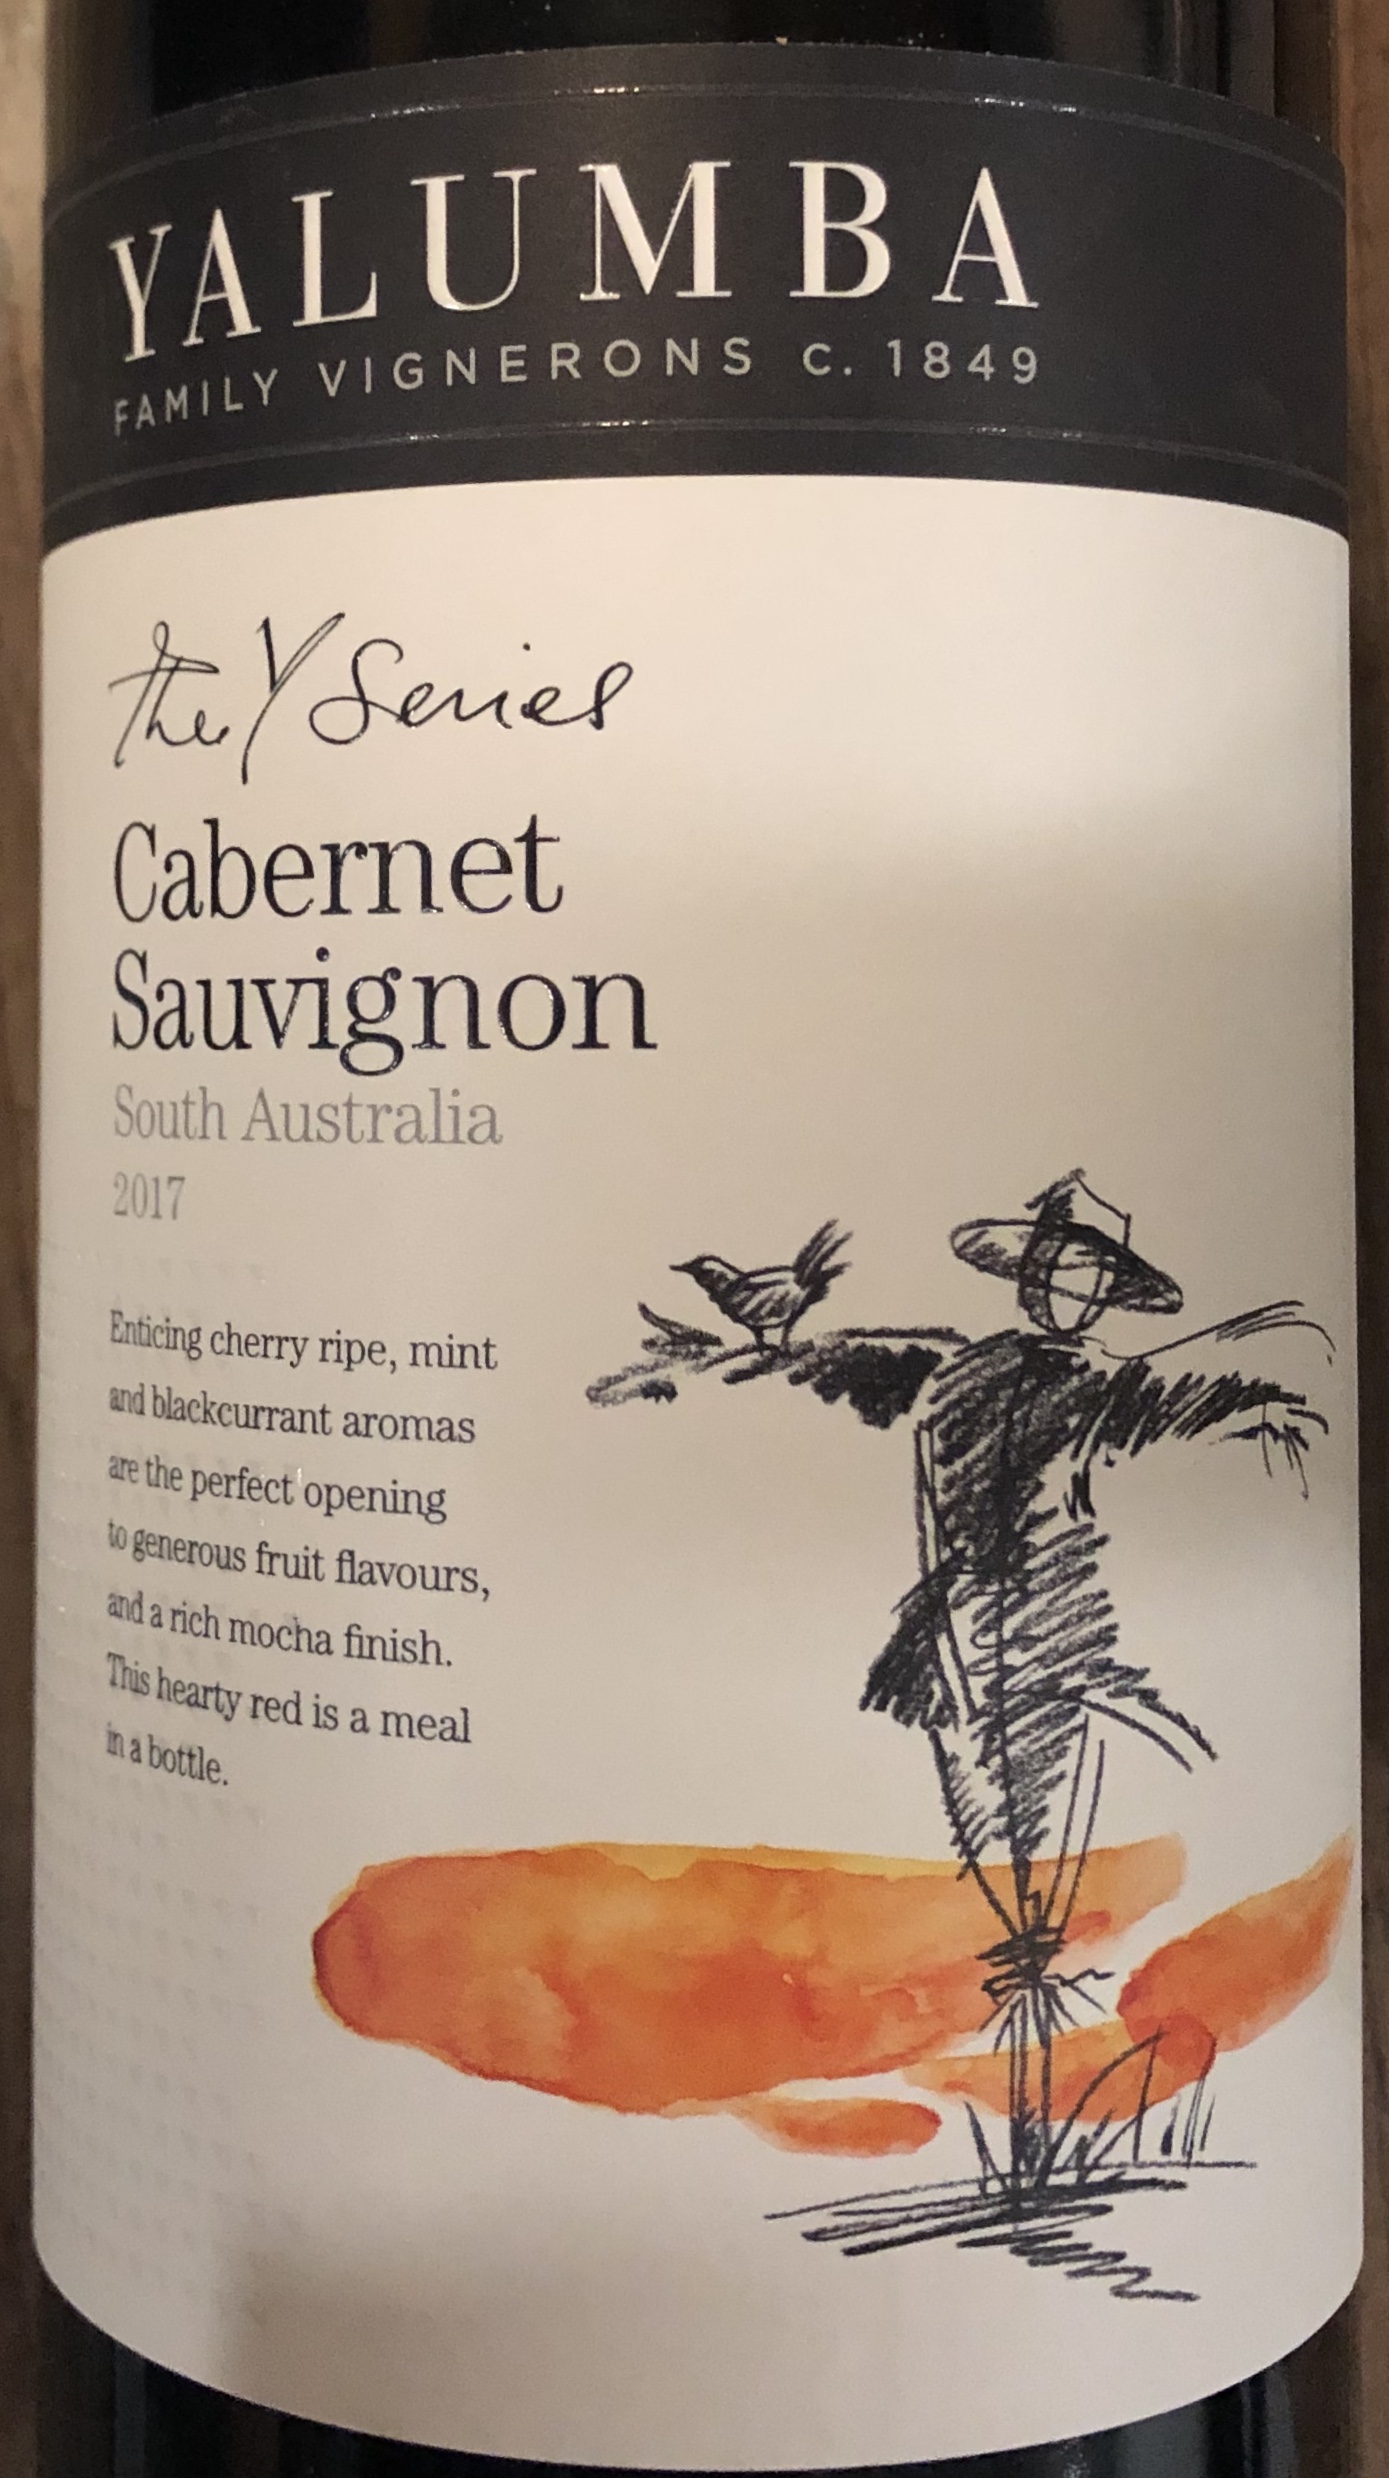 YALUMBA
FAMILY VIGNERONS C. 1849
the Y Series
Cabernet
Sauvignon
South Australia
2017
Enticing cherry ripe, mint
and blackcurrant aromas
are the perfect opening
to generous fruit flavours,
and a rich mocha finish.
This hearty red is a meal
in a bottle.